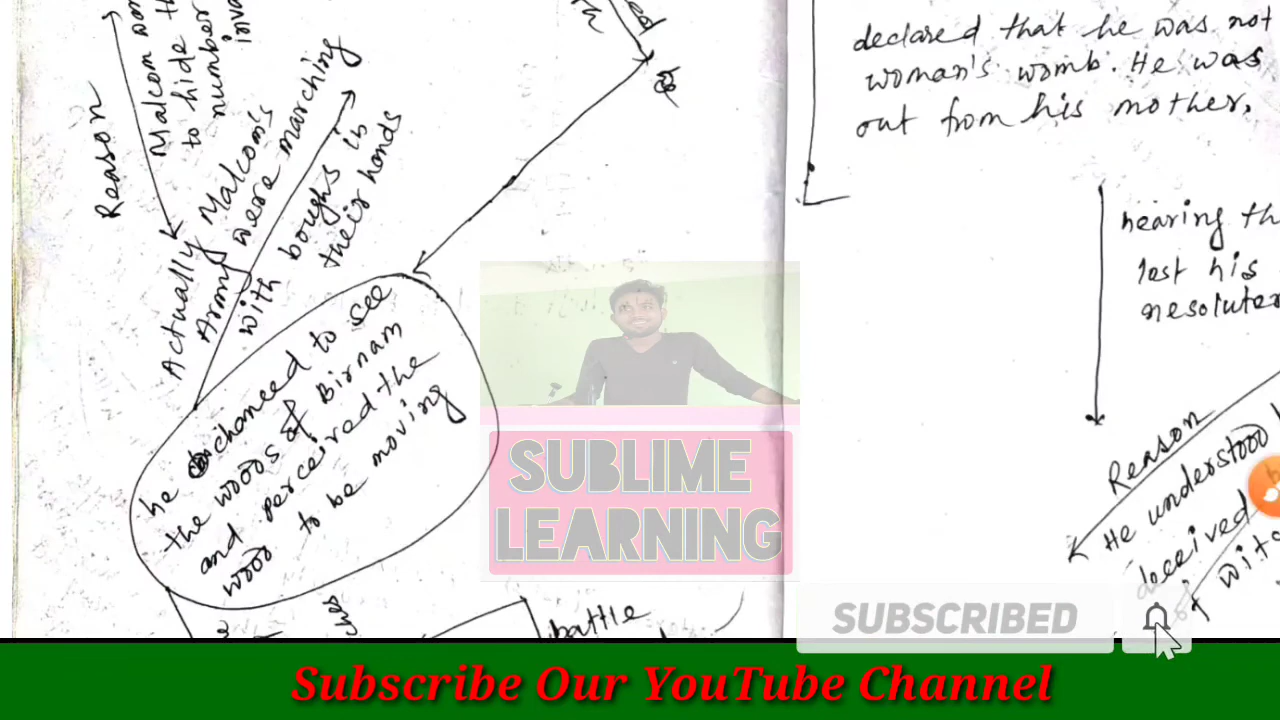 Reason
Malcom
to hide
number
Actually Malcom's
Army were marching
with boughs is
their hands
he chanced to see
the woods of Birnam
and perceived the
wood to be moving
battle
declared that he was not
woman's womb. He was
out from his mother,
hearing
lost his
resolute
Reason
He understood
deceived
of
SUBLIME
LEARNING
SUBSCRIBED
Subscribe Our YouTube Channel